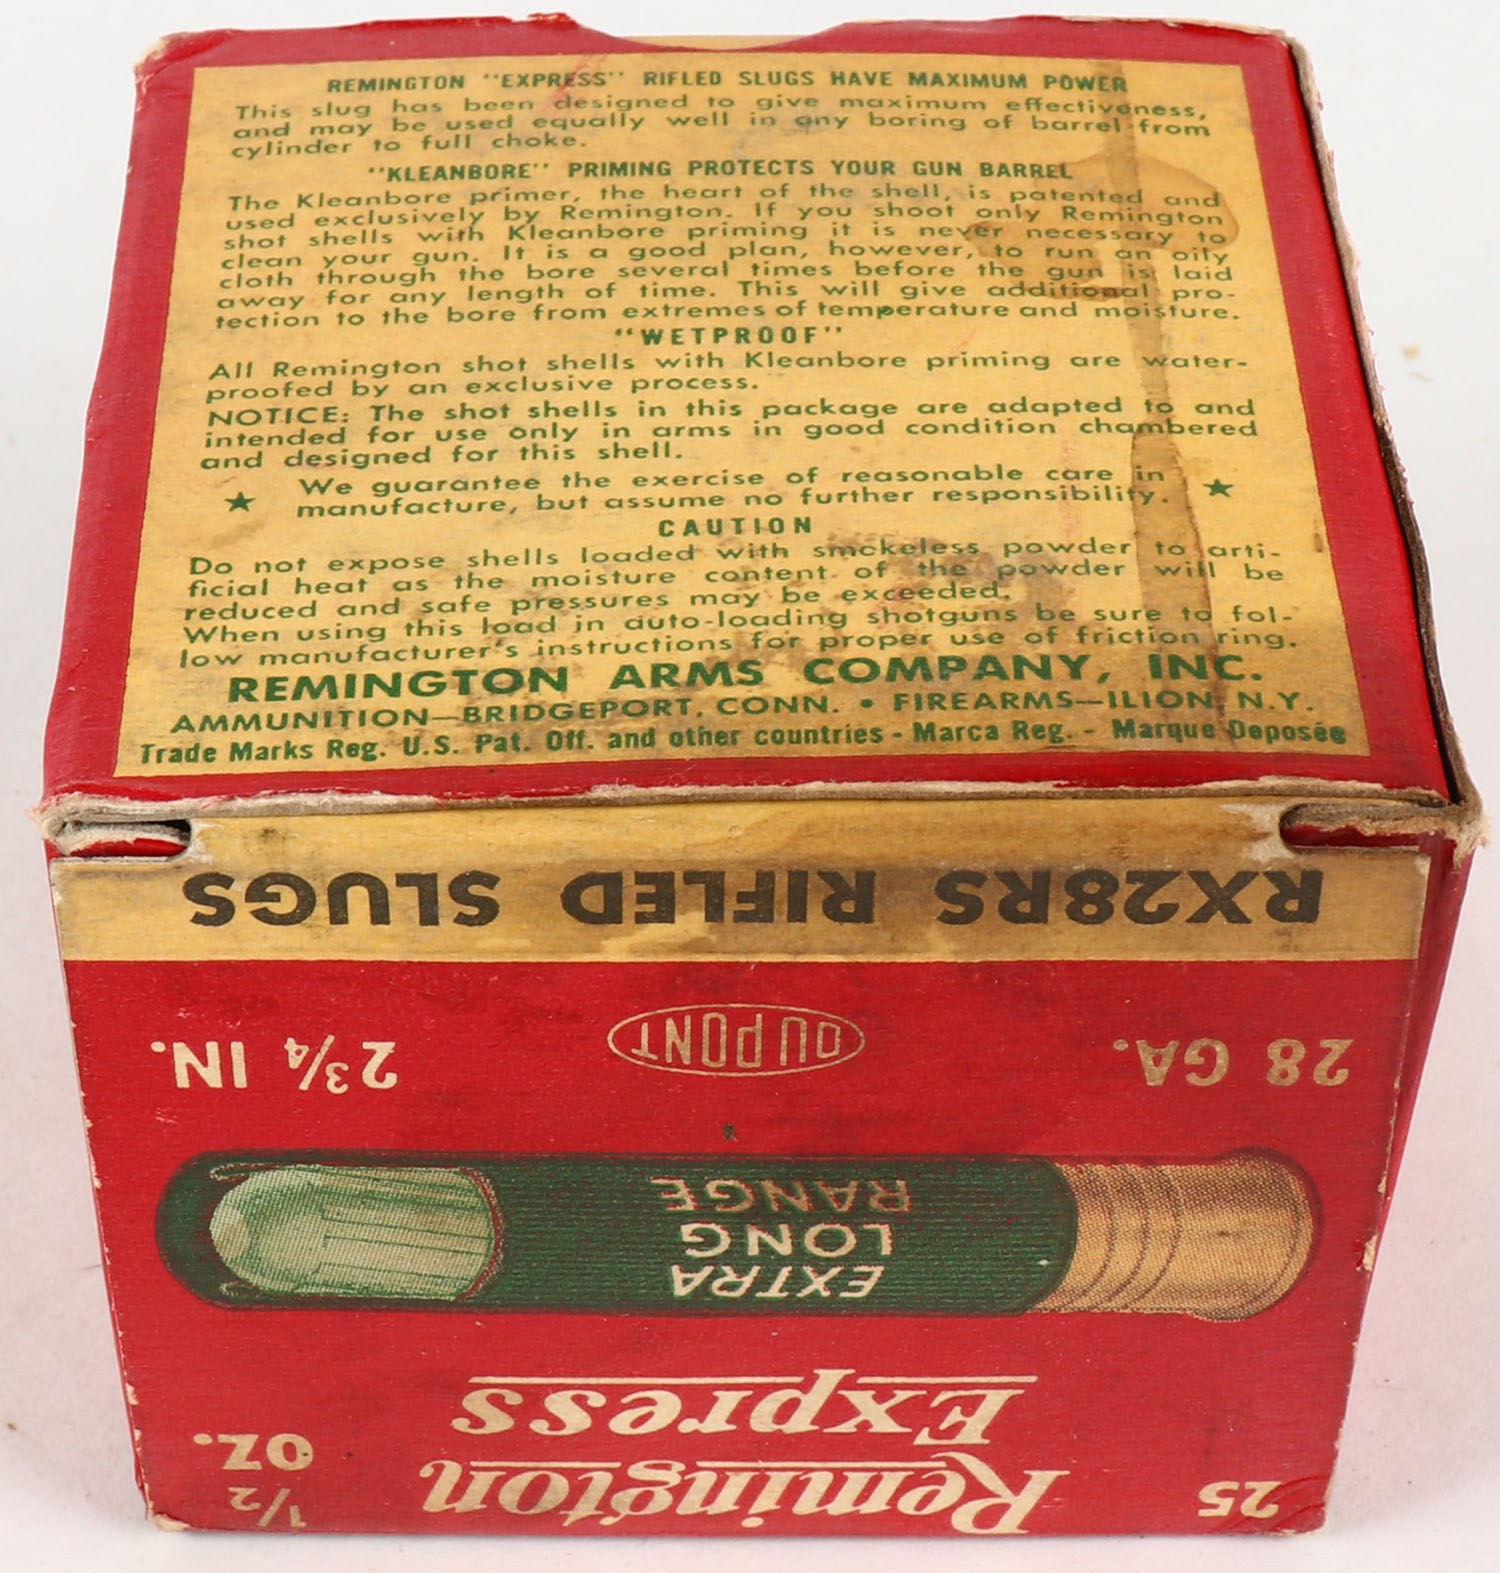 REMINGTON "EXPRESS" RIFLED SLUGS HAVE MAXIMUM POWER
This slug has been designed to give maximum effectiveness,
and may be used equally well in any boring of barrel from
cylinder to full choke.
"KLEANBORE" PRIMING PROTECTS YOUR GUN BARREL
The Kleanbore primer, the heart of the shell, is patented and
used exclusively by Remington. If you shoot only Remington
shot shells with Kleanbore priming it is never necessary to
clean your gun. It is a good plan, however, to run an oily
cloth through the bore several times before the gun is laid
away for any length of time. This will give additional pro-
tection to the bore from extremes of temperature and moisture.
"WETPROOF"
All Remington shot shells with Kleanbore priming are water-
proofed by an exclusive process.
NOTICE: The shot shells in this package are adapted to and
intended for use only in arms in good condition chambered
and designed for this shell.
★ We guarantee the exercise of reasonable care in ★
manufacture, but assume no further responsibility.
CAUTION
Do not expose shells loaded with smokeless powder to arti-
ficial heat as the moisture content of the powder will be
reduced and safe pressures may be exceeded.
When using this load in auto-loading shotguns be sure to fol-
low manufacturer's instructions for proper use of friction ring.
REMINGTON ARMS COMPANY, INC.
AMMUNITION—BRIDGEPORT, CONN. • FIREARMS—ILION, N.Y.
Trade Marks Reg. U.S. Pat. Off. and other countries - Marca Reg. - Marque Deposée
25
Remington
Express
1/2
OZ.
EXTRA
LONG
RANGE
28 GA.
DU PONT
2 3/4 IN.
RX28RS RIFLED SLUGS